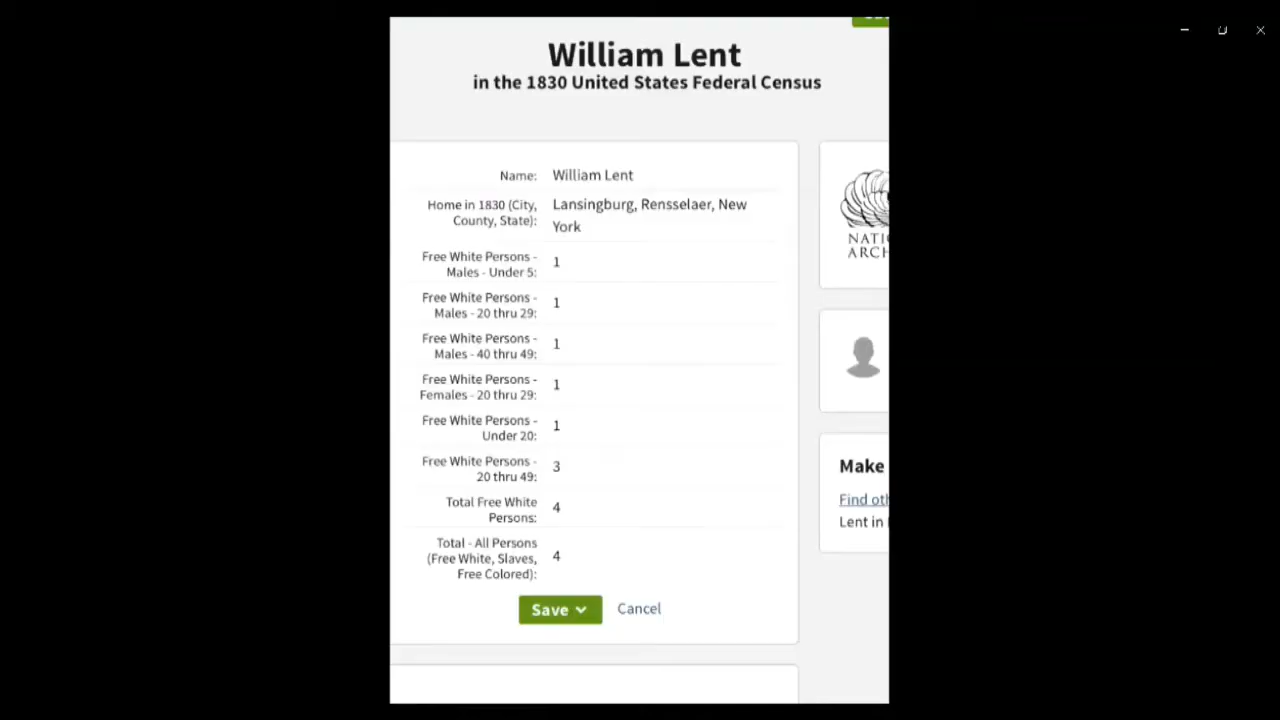 William Lent
in the 1830 United States Federal Census
Name: William Lent
Home in 1830 (City, County, State): Lansingburg, Rensselaer, New York
Free White Persons - Males - Under 5: 1
Free White Persons - Males - 20 thru 29: 1
Free White Persons - Males - 40 thru 49: 1
Free White Persons - Females - 20 thru 29: 1
Free White Persons - Under 20: 1
Free White Persons - 20 thru 49: 3
Total Free White Persons: 4
Total - All Persons (Free White, Slaves, Free Colored): 4
Save Cancel
NATI
ARCH
Make
Find oth
Lent in